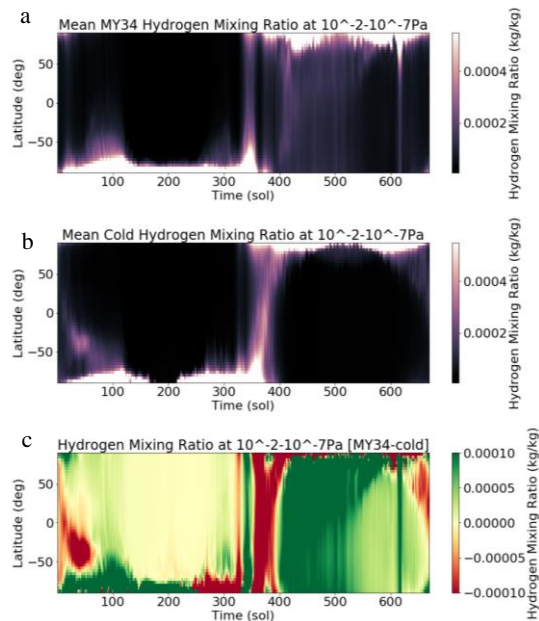 a
Mean MY34 Hydrogen Mixing Ratio at 10^-2-10^-7Pa
50
0
−50
Latitude (deg)
100 200 300 400 500 600
Time (sol)
0.0004
0.0002
Hydrogen Mixing Ratio (kg/kg)
b
Mean Cold Hydrogen Mixing Ratio at 10^-2-10^-7Pa
50
0
−50
Latitude (deg)
100 200 300 400 500 600
Time (sol)
0.0004
0.0002
Hydrogen Mixing Ratio (kg/kg)
c
Hydrogen Mixing Ratio at 10^-2-10^-7Pa [MY34-cold]
50
0
−50
Latitude (deg)
100 200 300 400 500 600
Time (sol)
0.00010
0.00005
0.00000
−0.00005
−0.00010
Hydrogen Mixing Ratio (kg/kg)